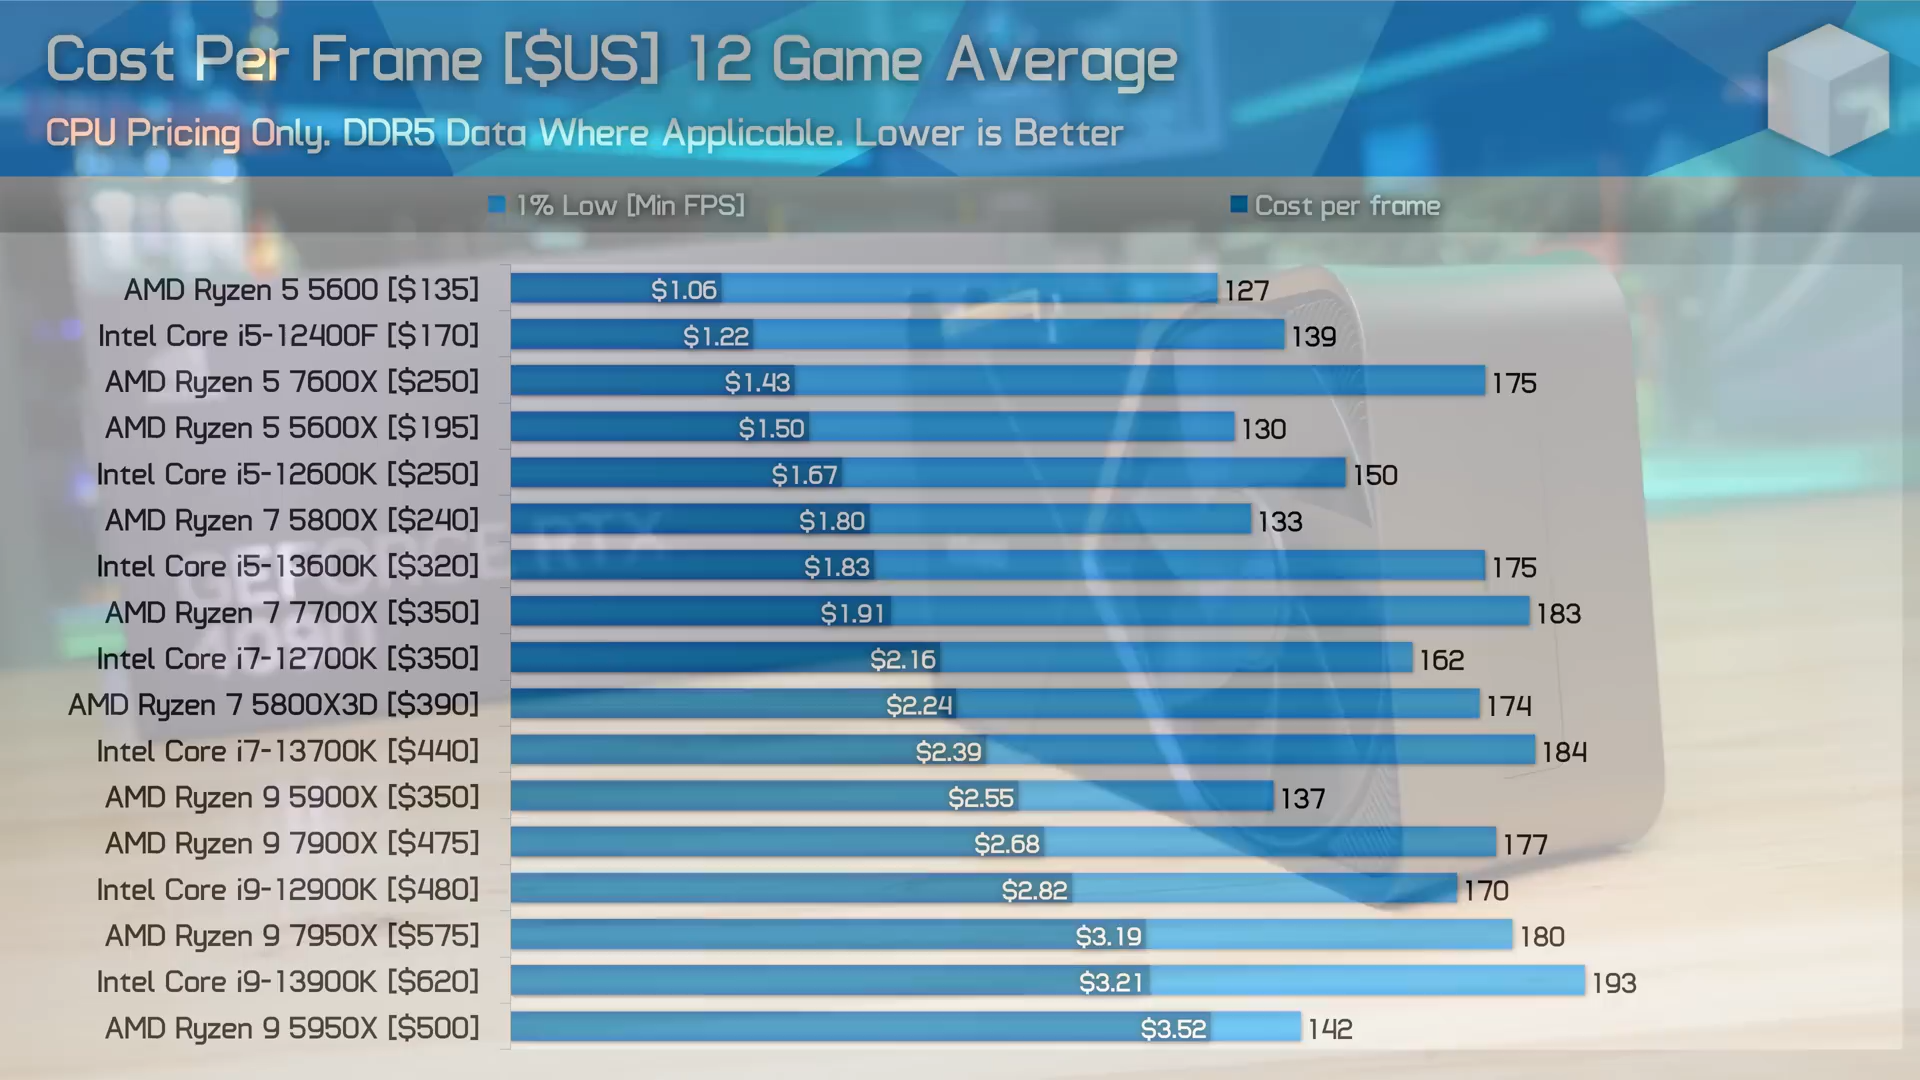 Cost Per Frame [$US] 12 Game Average
CPU Pricing Only. DDR5 Data Where Applicable. Lower is Better
1% Low [Min FPS] Cost per frame
AMD Ryzen 5 5600 [$135] $1.06 127
Intel Core i5-12400F [$170] $1.22 139
AMD Ryzen 5 7600X [$250] $1.43 175
AMD Ryzen 5 5600X [$195] $1.50 130
Intel Core i5-12600K [$250] $1.67 150
AMD Ryzen 7 5800X [$240] $1.80 133
GEFORCE RTX
Intel Core i5-13600K [$320] $1.83 175
AMD Ryzen 7 7700X [$350] $1.91 183
4090
Intel Core i7-12700K [$350] $2.16 162
AMD Ryzen 7 5800X3D [$390] $2.24 174
Intel Core i7-13700K [$440] $2.39 184
AMD Ryzen 9 5900X [$350] $2.55 137
AMD Ryzen 9 7900X [$475] $2.68 177
Intel Core i9-12900K [$480] $2.82 170
AMD Ryzen 9 7950X [$575] $3.19 180
Intel Core i9-13900K [$620] $3.21 193
AMD Ryzen 9 5950X [$500] $3.52 142